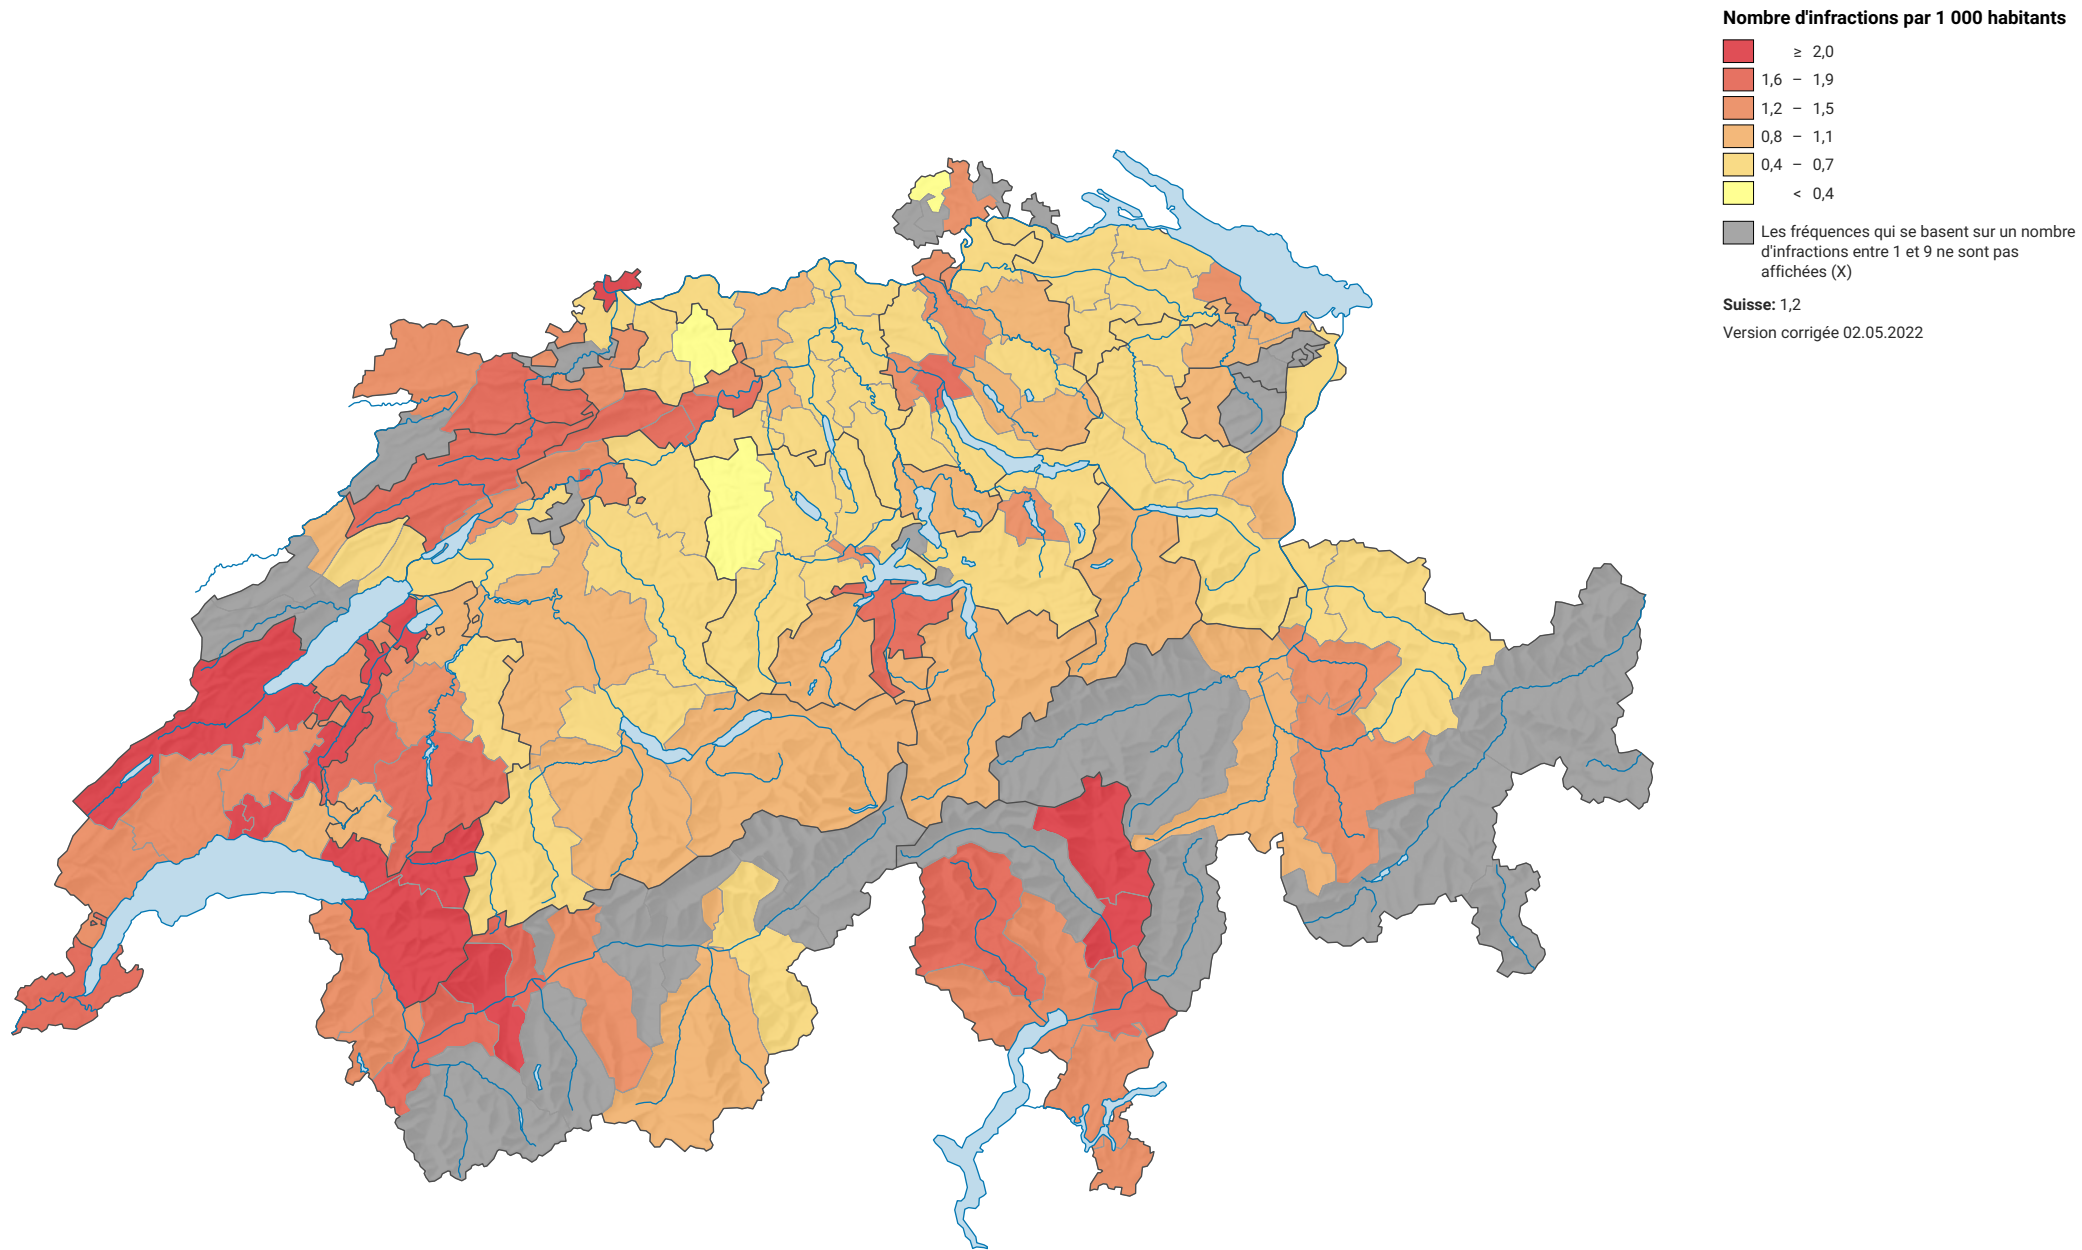 Nombre d'infractions par 1 000 habitants
≥ 2,0
1,6 – 1,9
1,2 – 1,5
0,8 – 1,1
0,4 – 0,7
< 0,4
Les fréquences qui se basent sur un nombre
d'infractions entre 1 et 9 ne sont pas
affichées (X)
Suisse: 1,2
Version corrigée 02.05.2022